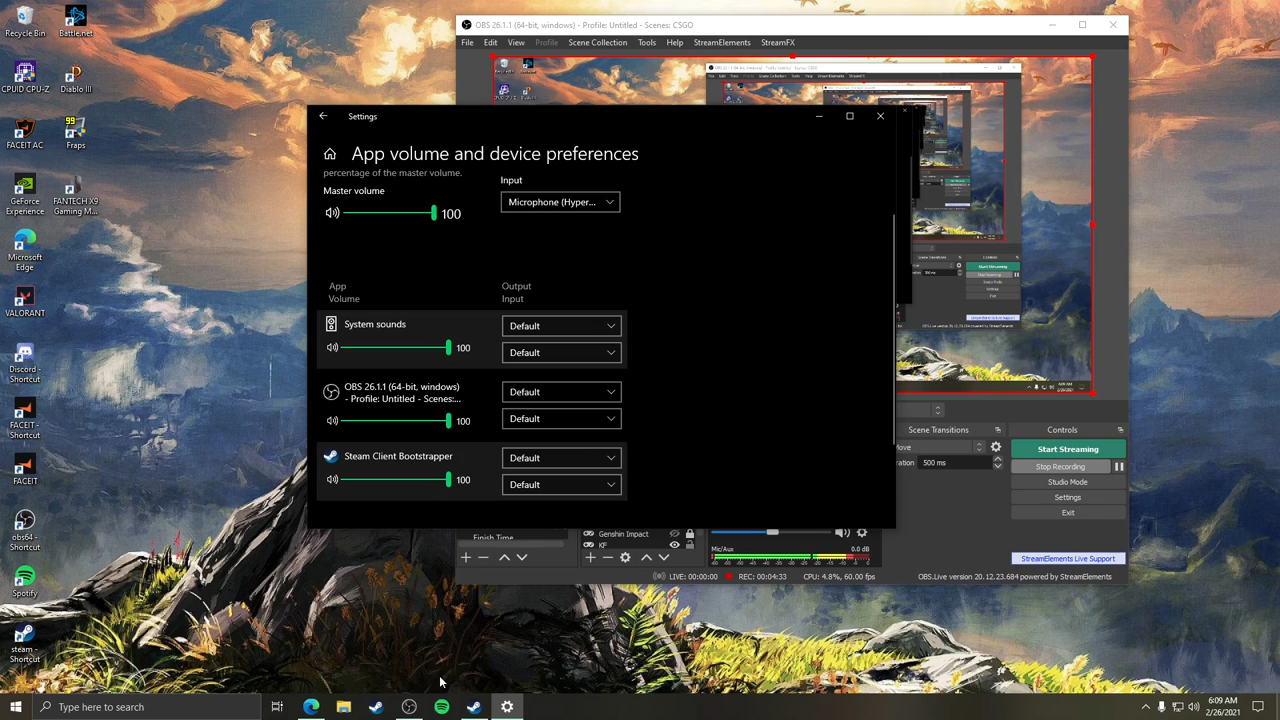 Recycle Bin
Battle.net
Diablo III
FACEIT AC
Fraps
GeForce
Experience
FANTECH
Gaming M...
Microsoft
Edge
VALORANT
Discord -
Shortcut
FACEIT -
Shortcut
FACEIT
obs64 -
Shortcut
Spotify
steam -
Shortcut
OBS 26.1.1 (64-bit, windows) - Profile: Untitled - Scenes: CSGO
File Edit View Profile Scene Collection Tools Help StreamElements StreamFX
Settings
App volume and device preferences
percentage of the master volume.
Master volume
100
Input
Microphone (Hyper...
App
Volume
Output
Input
System sounds
100
Default
Default
OBS 26.1.1 (64-bit, windows)
Profile: Untitled - Scenes:...
100
Default
Default
Steam Client Bootstrapper
100
Default
Default
Scene Transitions
Move
ration 500 ms
Controls
Start Streaming
Stop Recording
Studio Mode
Settings
Exit
StreamElements Live Support
Finish Time
Genshin Impact
KF
Mic/Aux 0.0 dB
LIVE: 00:00:00 REC: 00:04:33 CPU: 4.8%, 60.00 fps
OBS.Live version 20.12.23.684 powered by StreamElements
Type here to search
6:09 AM
2/26/2021